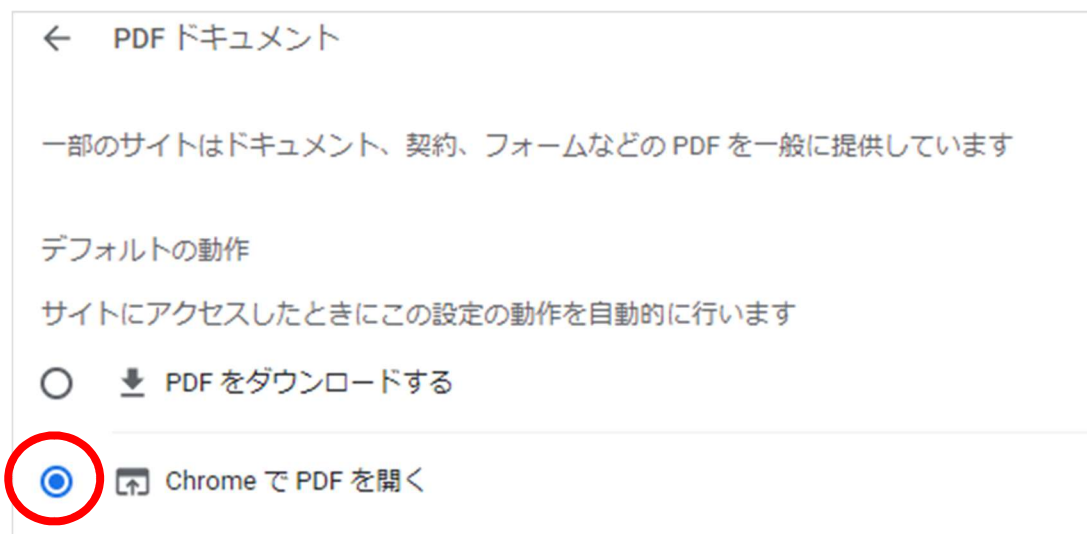 PDF ドキュメント
一部のサイトはドキュメント、契約、フォームなどの PDF を一般に提供しています
デフォルトの動作
サイトにアクセスしたときにこの設定の動作を自動的に行います
PDF をダウンロードする
Chrome で PDF を開く